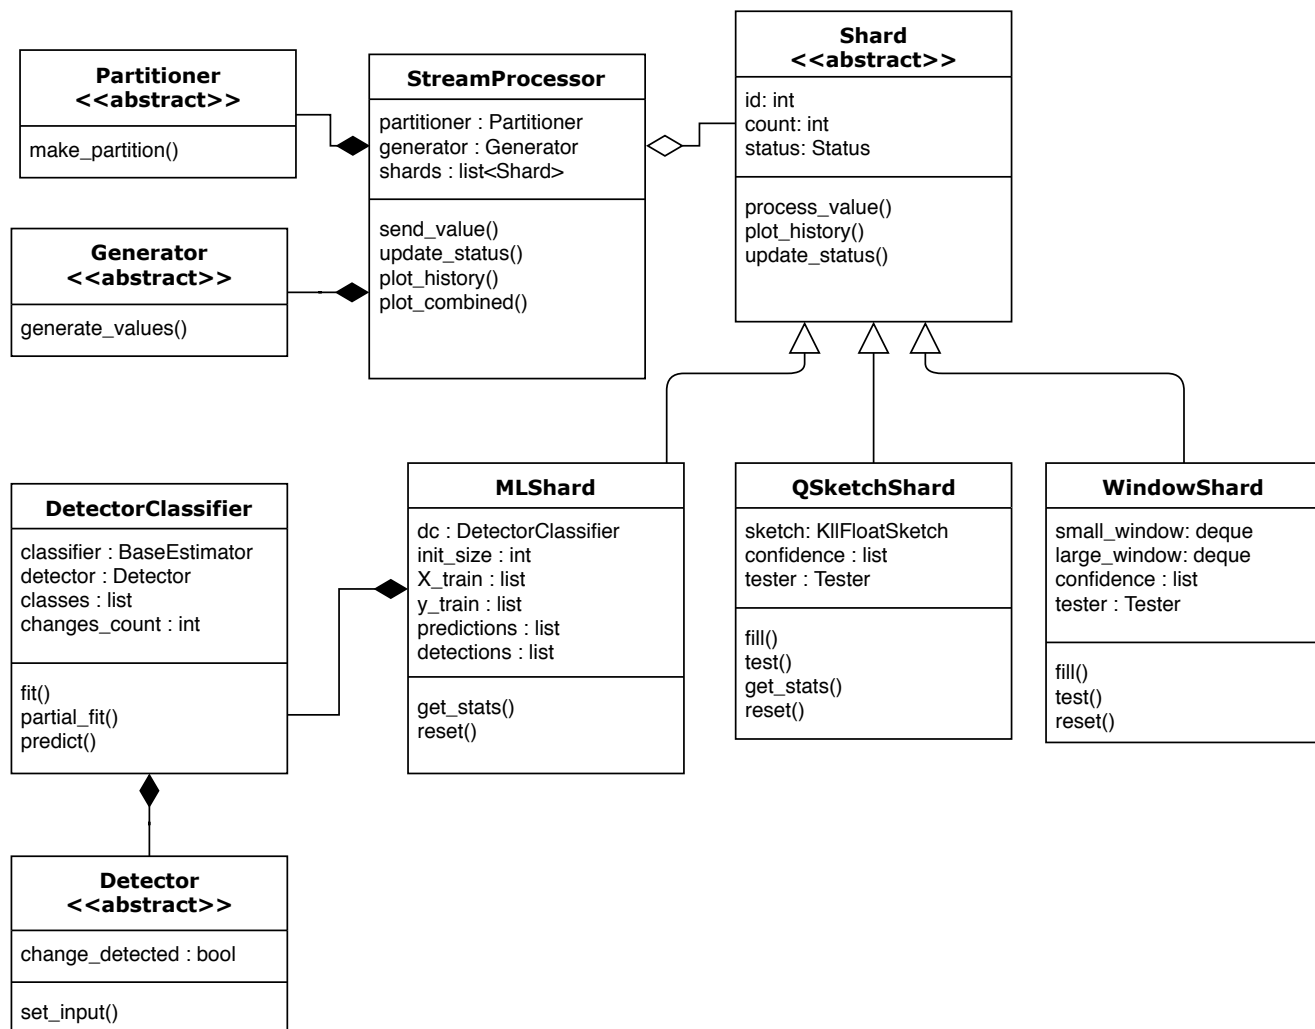 Partitioner
<<abstract>>
make_partition()
StreamProcessor
partitioner : Partitioner
generator : Generator
shards : list<Shard>
send_value()
update_status()
plot_history()
plot_combined()
Shard
<<abstract>>
id: int
count: int
status: Status
process_value()
plot_history()
update_status()
Generator
<<abstract>>
generate_values()
DetectorClassifier
classifier : BaseEstimator
detector : Detector
classes : list
changes_count : int
fit()
partial_fit()
predict()
MLShard
dc : DetectorClassifier
init_size : int
X_train : list
y_train : list
predictions : list
detections : list
get_stats()
reset()
QSketchShard
sketch: KllFloatSketch
confidence : list
tester : Tester
fill()
test()
get_stats()
reset()
WindowShard
small_window: deque
large_window: deque
confidence : list
tester : Tester
fill()
test()
reset()
Detector
<<abstract>>
change_detected : bool
set_input()